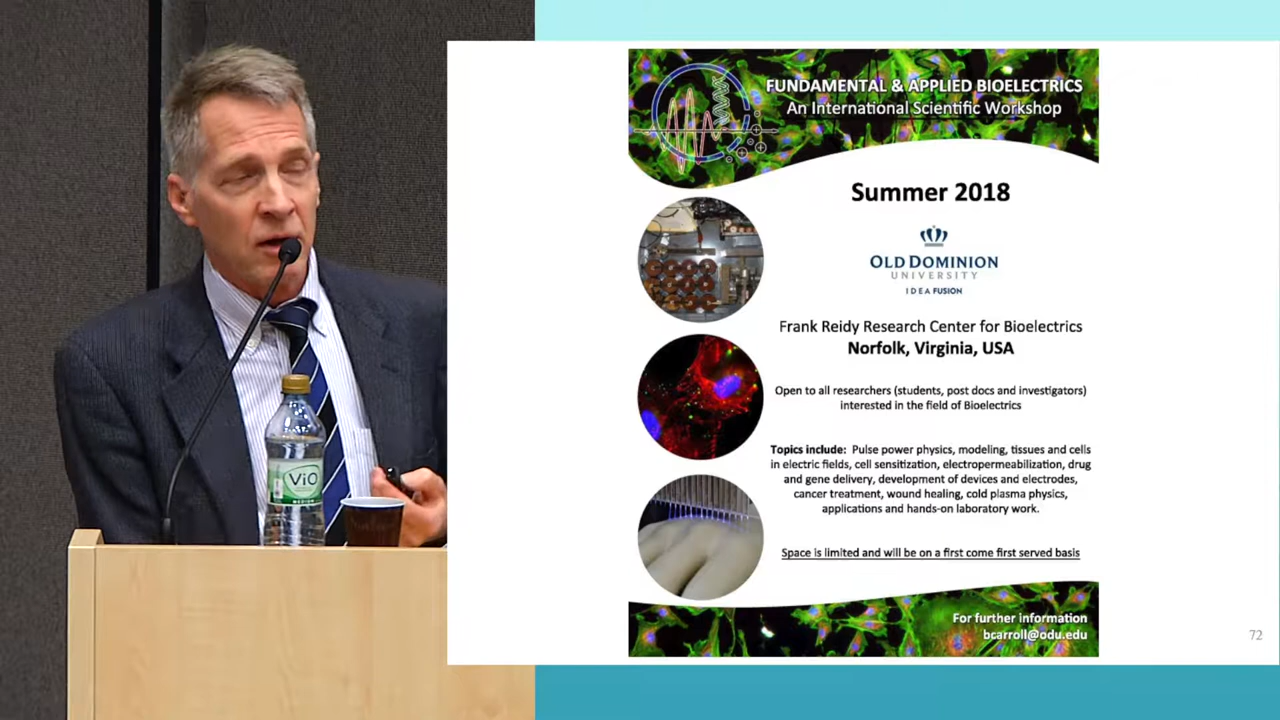 FUNDAMENTAL & APPLIED BIOELECTRICS
An International Scientific Workshop
Summer 2018
OLD DOMINION
UNIVERSITY
IDEA FUSION
Frank Reidy Research Center for Bioelectrics
Norfolk, Virginia, USA
Open to all researchers (students, post docs and investigators)
interested in the field of Bioelectrics
Topics include: Pulse power physics, modeling, tissues and cells
in electric fields, cell sensitization, electropermeabilization, drug
and gene delivery, development of devices and electrodes,
cancer treatment, wound healing, cold plasma physics,
applications and hands-on laboratory work.
Space is limited and will be on a first come first served basis
For further information
bcarroll@odu.edu
72
ViO
MEDIUM